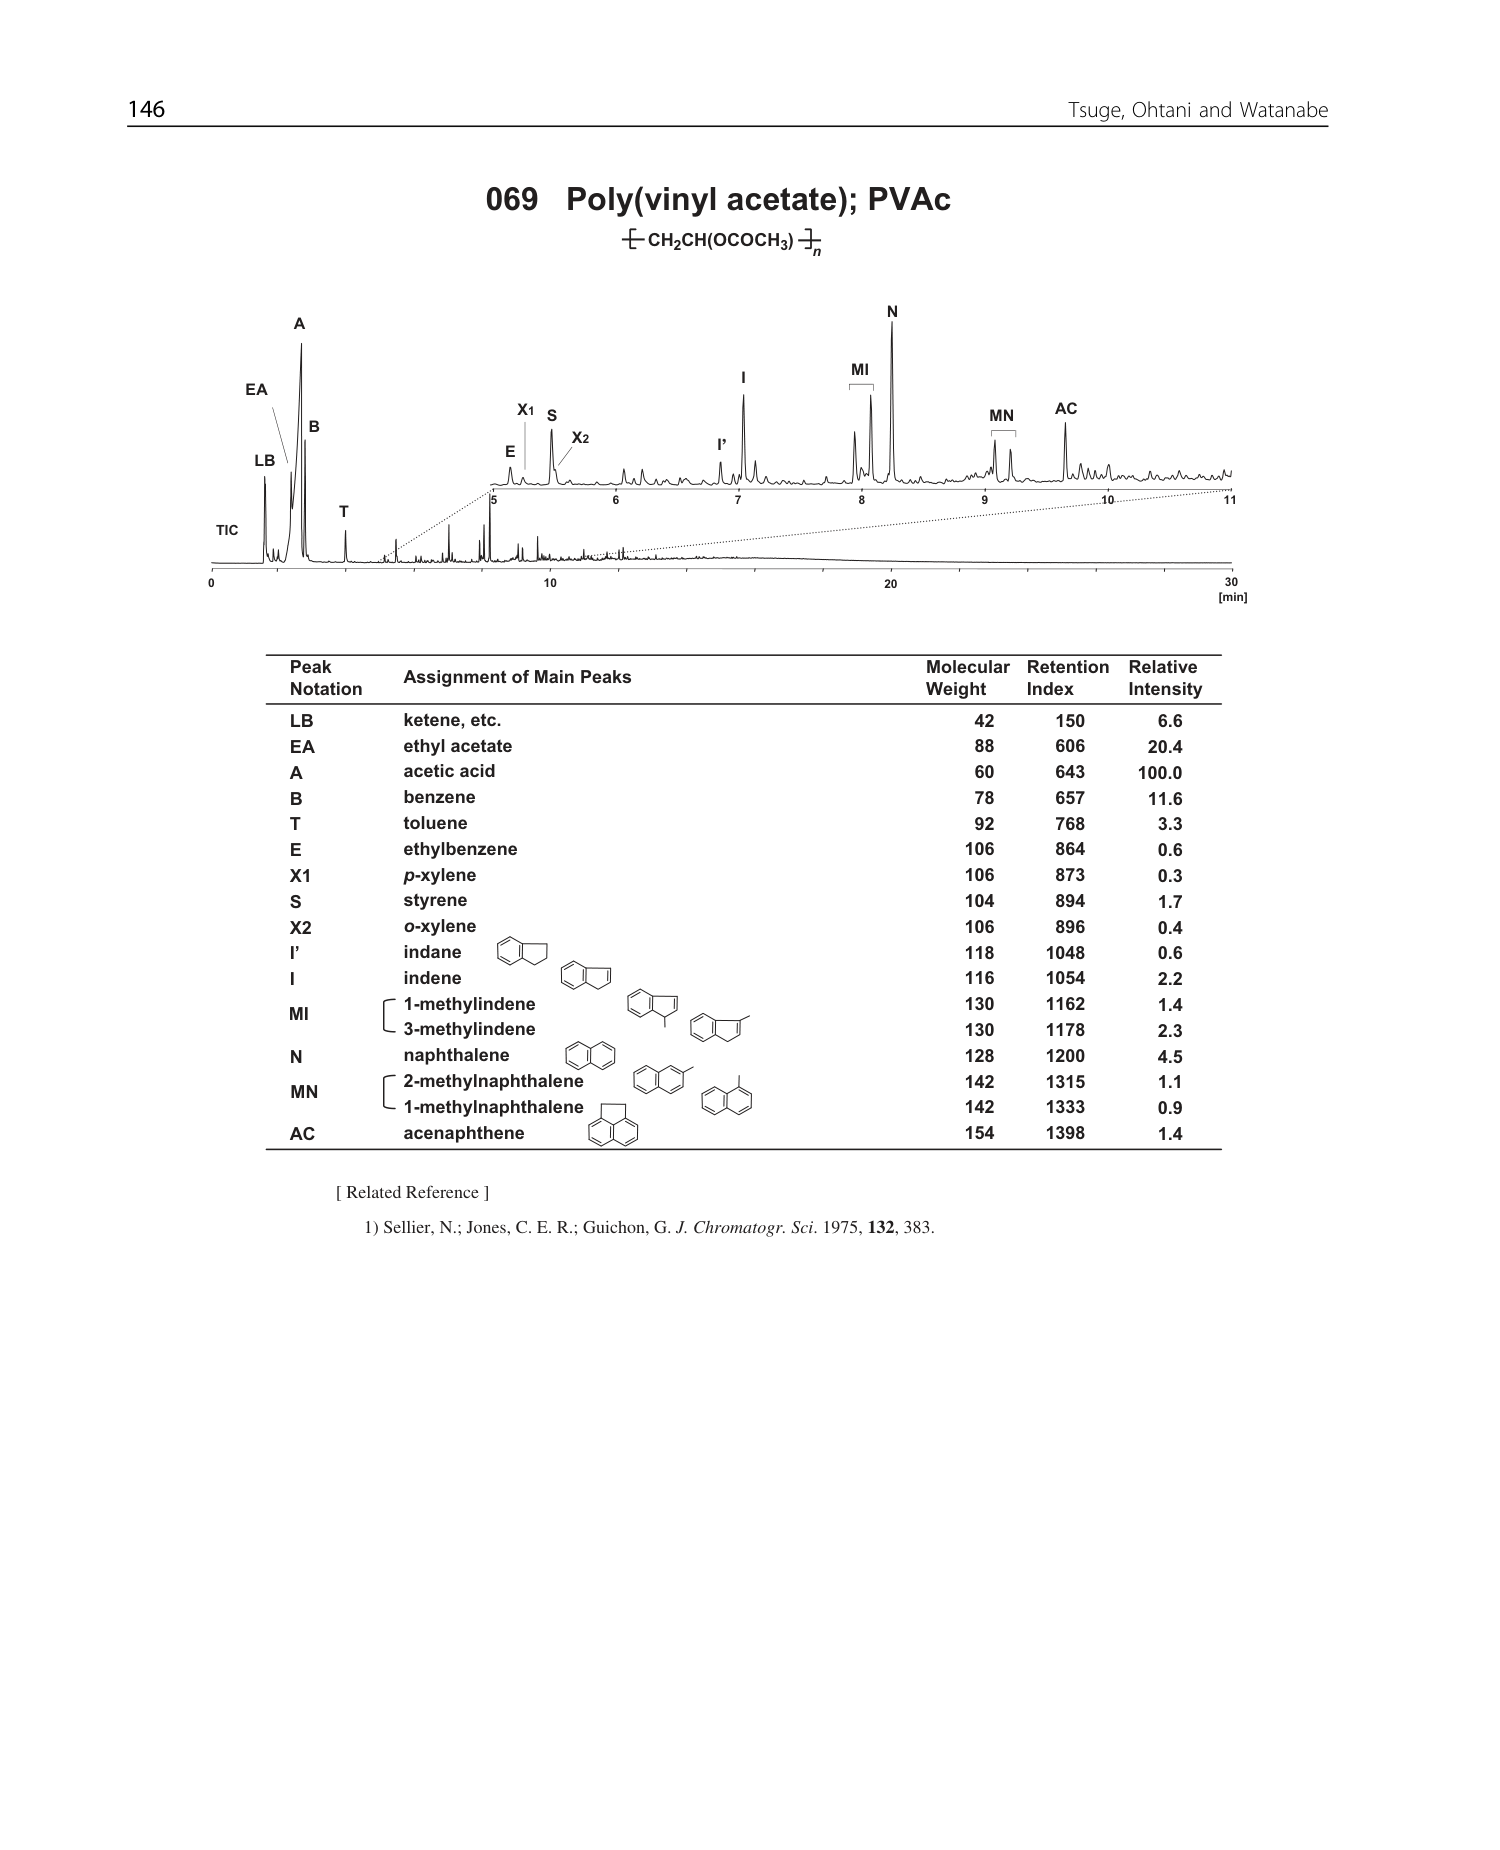 146 Tsuge, Ohtani and Watanabe
069 Poly(vinyl acetate); PVAc
[CH2CH(OCOCH3)]n
N
A
MI
I
EA
X1 S AC
MN
B X2
I’
E
LB
5 6 7 8 9 10 11
T
TIC
0 10 20 30
[min]
Peak Notation Assignment of Main Peaks Molecular Weight Retention Index Relative Intensity
LB ketene, etc. 42 150 6.6
EA ethyl acetate 88 606 20.4
A acetic acid 60 643 100.0
B benzene 78 657 11.6
T toluene 92 768 3.3
E ethylbenzene 106 864 0.6
X1 p-xylene 106 873 0.3
S styrene 104 894 1.7
X2 o-xylene 106 896 0.4
I’ indane 118 1048 0.6
I indene 116 1054 2.2
MI 1-methylindene 130 1162 1.4
3-methylindene 130 1178 2.3
N naphthalene 128 1200 4.5
MN 2-methylnaphthalene 142 1315 1.1
1-methylnaphthalene 142 1333 0.9
AC acenaphthene 154 1398 1.4
[ Related Reference ]
1) Sellier, N.; Jones, C. E. R.; Guichon, G. J. Chromatogr. Sci. 1975, 132, 383.